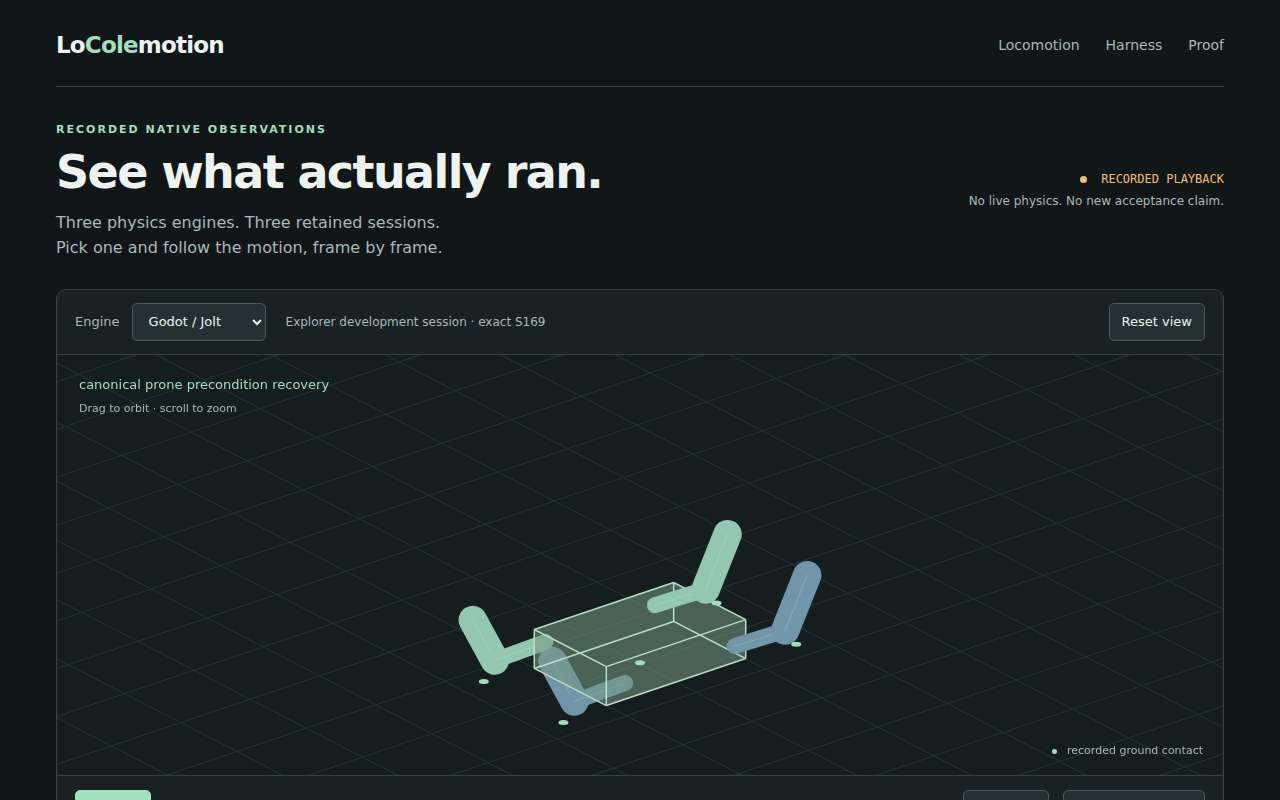 LoColemotion
Locomotion Harness Proof
RECORDED NATIVE OBSERVATIONS
See what actually ran.
Three physics engines. Three retained sessions.
Pick one and follow the motion, frame by frame.
RECORDED PLAYBACK
No live physics. No new acceptance claim.
Engine Godot / Jolt Explorer development session · exact S169 Reset view
canonical prone precondition recovery
Drag to orbit · scroll to zoom
recorded ground contact